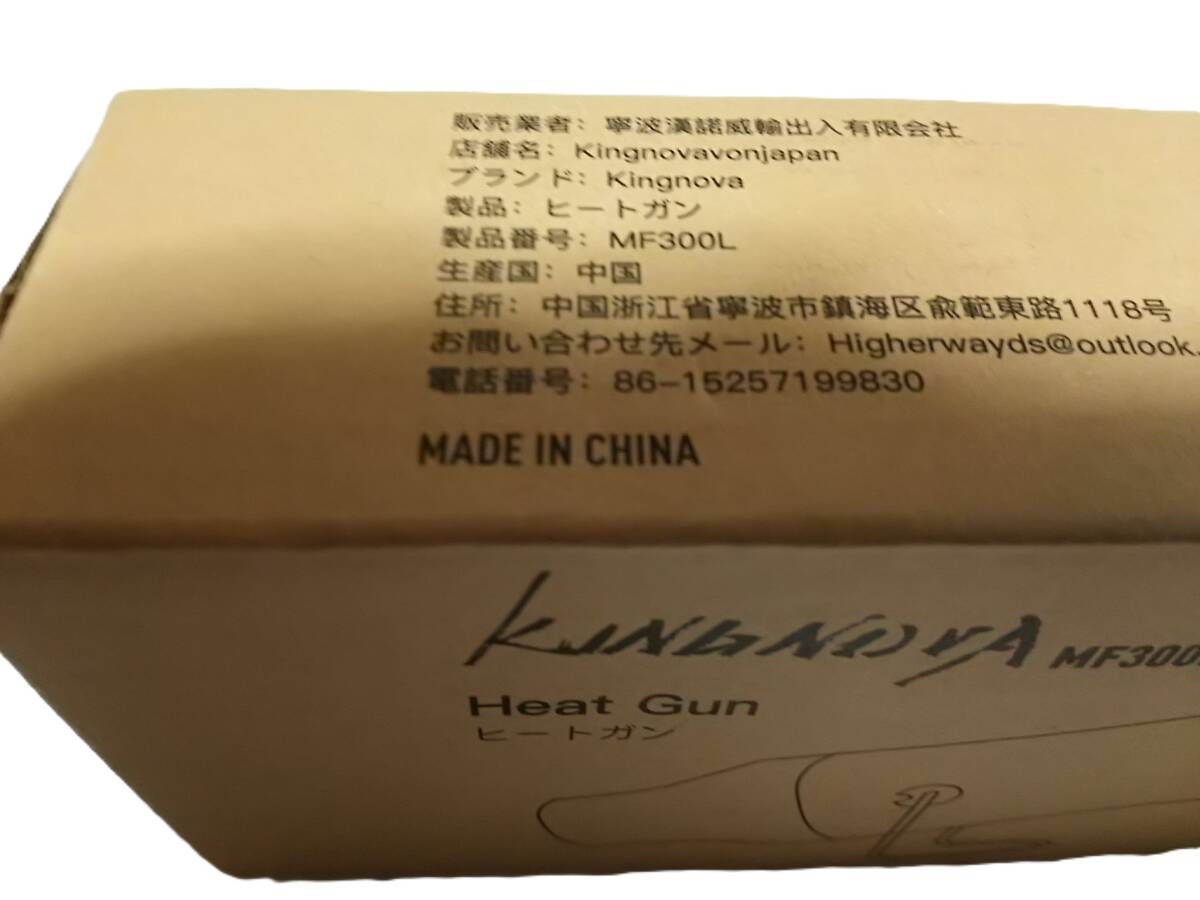 販売業者: 寧波漢諾威輸出入有限会社
店舗名: Kingnovavonjapan
ブランド: Kingnova
製品: ヒートガン
製品番号: MF300L
生産国: 中国
住所: 中国浙江省寧波市鎮海区兪範東路1118号
お問い合わせ先メール: Higherwayds@outlook.
電話番号: 86-15257199830
MADE IN CHINA
KINGNOVA MF300
Heat Gun
ヒートガン